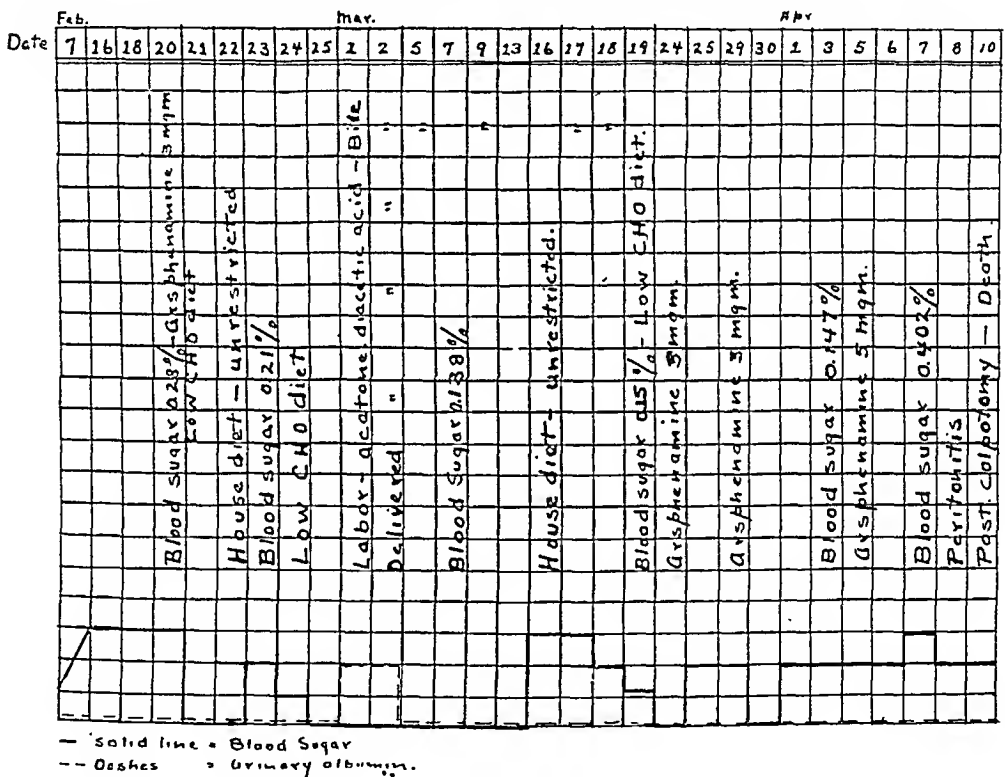 Feb. Mar. Apr
Date 7 16 18 20 21 22 23 24 25 1 2 5 7 9 13 16 17 18 19 24 25 29 30 1 3 5 6 7 8 10
Blood sugar 0.28%-Arsphanamine 3 mgm
Low CHO diet
House diet - unrestricted
Blood sugar 0.21%
Low CHO diet
Labor - acatone, diacetic acid - Bile
Delivered " " " "
"
Blood Sugar 0.138%
"
House diet - unrestricted.
"
"
Blood sugar 0.15% - Low CHO diet.
Arsphenamine 3 mgm.
Arsphenamine 3 mgm.
Blood sugar 0.147%
Arsphenamine 5 mgm.
Blood sugar 0.402%
Peritonitis
Post. Colpotomy - Death.
— Solid line = Blood Sugar
-- Dashes = Urinary albumin.